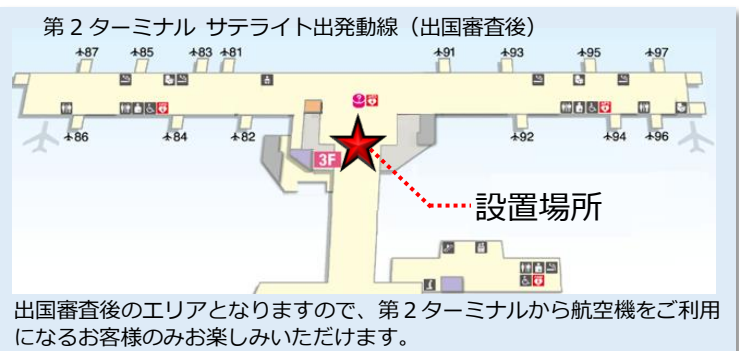 第２ターミナル サテライト出発動線（出国審査後）
87 85 83 81 91 93 95 97
86 84 82 92 94 96
3F
設置場所
出国審査後のエリアとなりますので、第２ターミナルから航空機をご利用
になるお客様のみお楽しみいただけます。